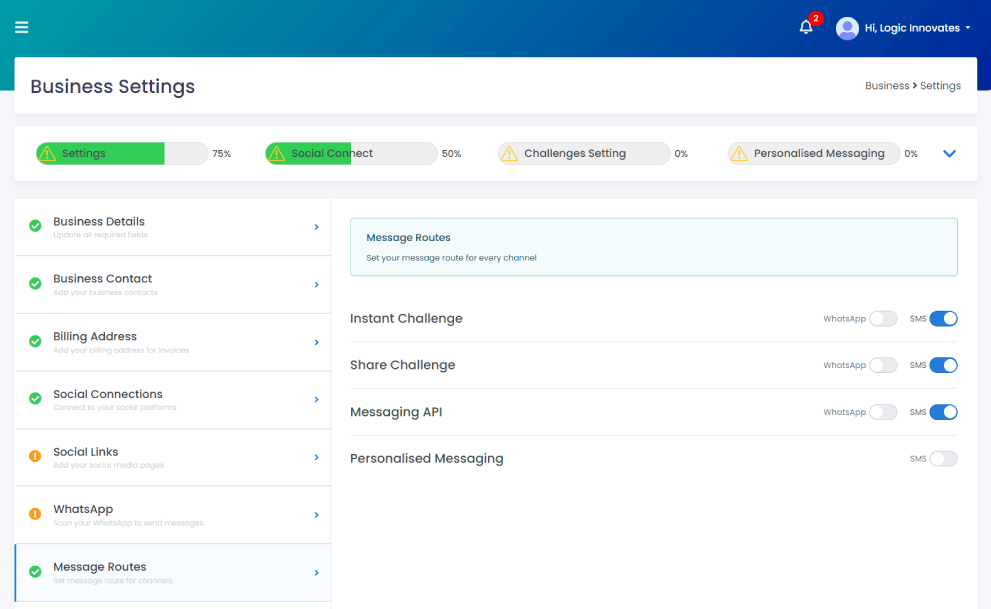 2
Hi, Logic Innovates
Business Settings
Business > Settings
Settings 75%
Social Connect 50%
Challenges Setting 0%
Personalised Messaging 0%
Business Details
Update all required fields
Business Contact
Add your business contacts
Billing Address
Add your billing address for invoices
Social Connections
Connect to your social platforms
Social Links
Add your social media pages
WhatsApp
Scan your WhatsApp to send messages.
Message Routes
Set message route for channels
Message Routes
Set your message route for every channel
Instant Challenge WhatsApp SMS
Share Challenge WhatsApp SMS
Messaging API WhatsApp SMS
Personalised Messaging SMS